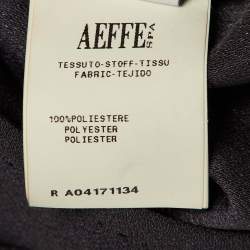 AEFFE SPA
TESSUTO-STOFF-TISSU
FABRIC-TEJIDO
100%POLIESTERE
POLYESTER
POLIESTER
R A04171134